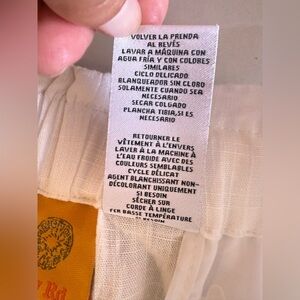 VOLVER LA PRENDA
AL REVÉS
LAVAR A MÁQUINA CON
AGUA FRÍA Y CON COLORES
SIMILARES
CICLO DELICADO
BLANQUEADOR SIN CLORO
SOLAMENTE CUANDO SEA
NECESARIO
SECAR COLGADO
PLANCHA TIBIA,SI ES
NECESARIO
RETOURNER LE
VÊTEMENT À L'ENVERS
LAVER À LA MACHINE À
L'EAU FROIDE AVEC DES
COULEURS SEMBLABLES
CYCLE DÉLICAT
AGENT BLANCHISSANT NON-
DÉCOLORANT UNIQUEMENT
SI BESOIN
SÉCHER SUR
CORDE À LINGE
FER BASSE TEMPÉRATURE
SI BESOIN
Rd